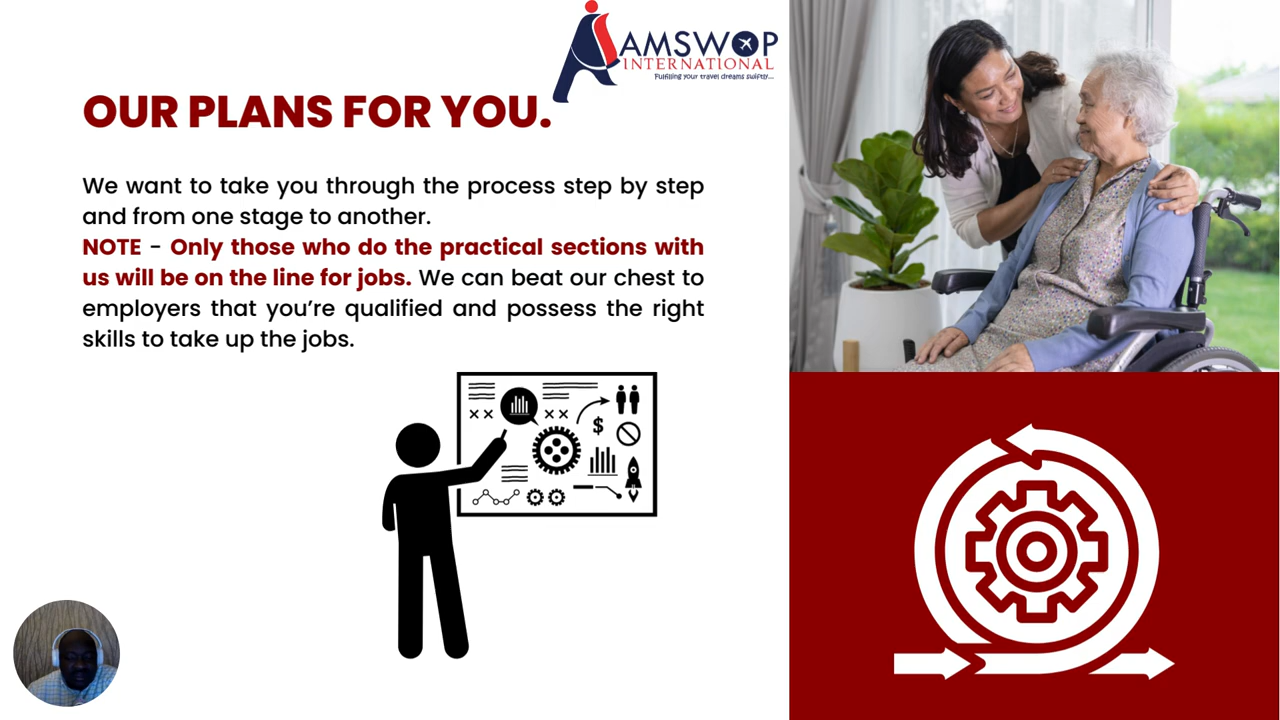 AMSWOP
INTERNATIONAL
Fulfiling your travel dreams swiftly...
OUR PLANS FOR YOU.
We want to take you through the process step by step
and from one stage to another.
NOTE - Only those who do the practical sections with
us will be on the line for jobs. We can beat our chest to
employers that you’re qualified and possess the right
skills to take up the jobs.
$